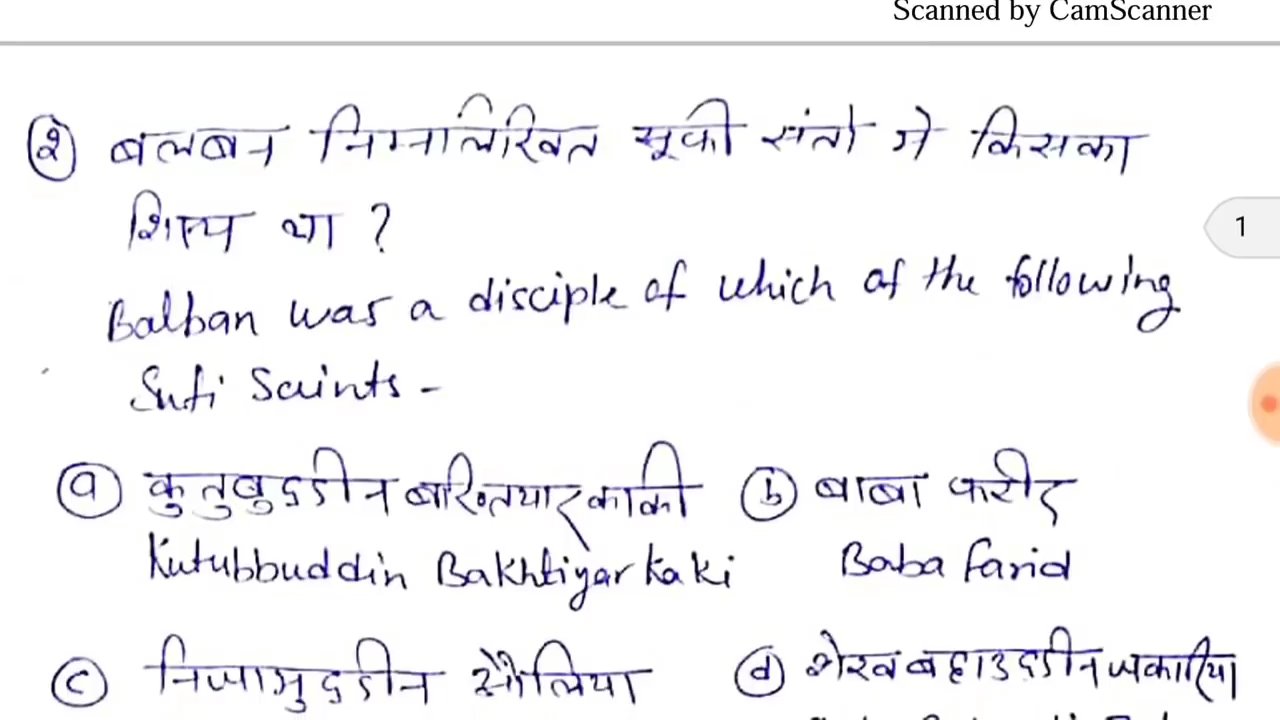 Scanned by CamScanner
1
(2) बलबन निम्नलिखित सूफी संतो मे किसका
शिष्य था ?
Balban was a disciple of which of the following
Sufi Saints -
(a) कुतुबुद्दीन बख्तियार काकी (b) बाबा फरीद
Kutubbuddin Bakhtiyar kaki Baba Farid
(c) निजामुद्दीन औलिया (d) शेख बहाउद्दीन जकारिया